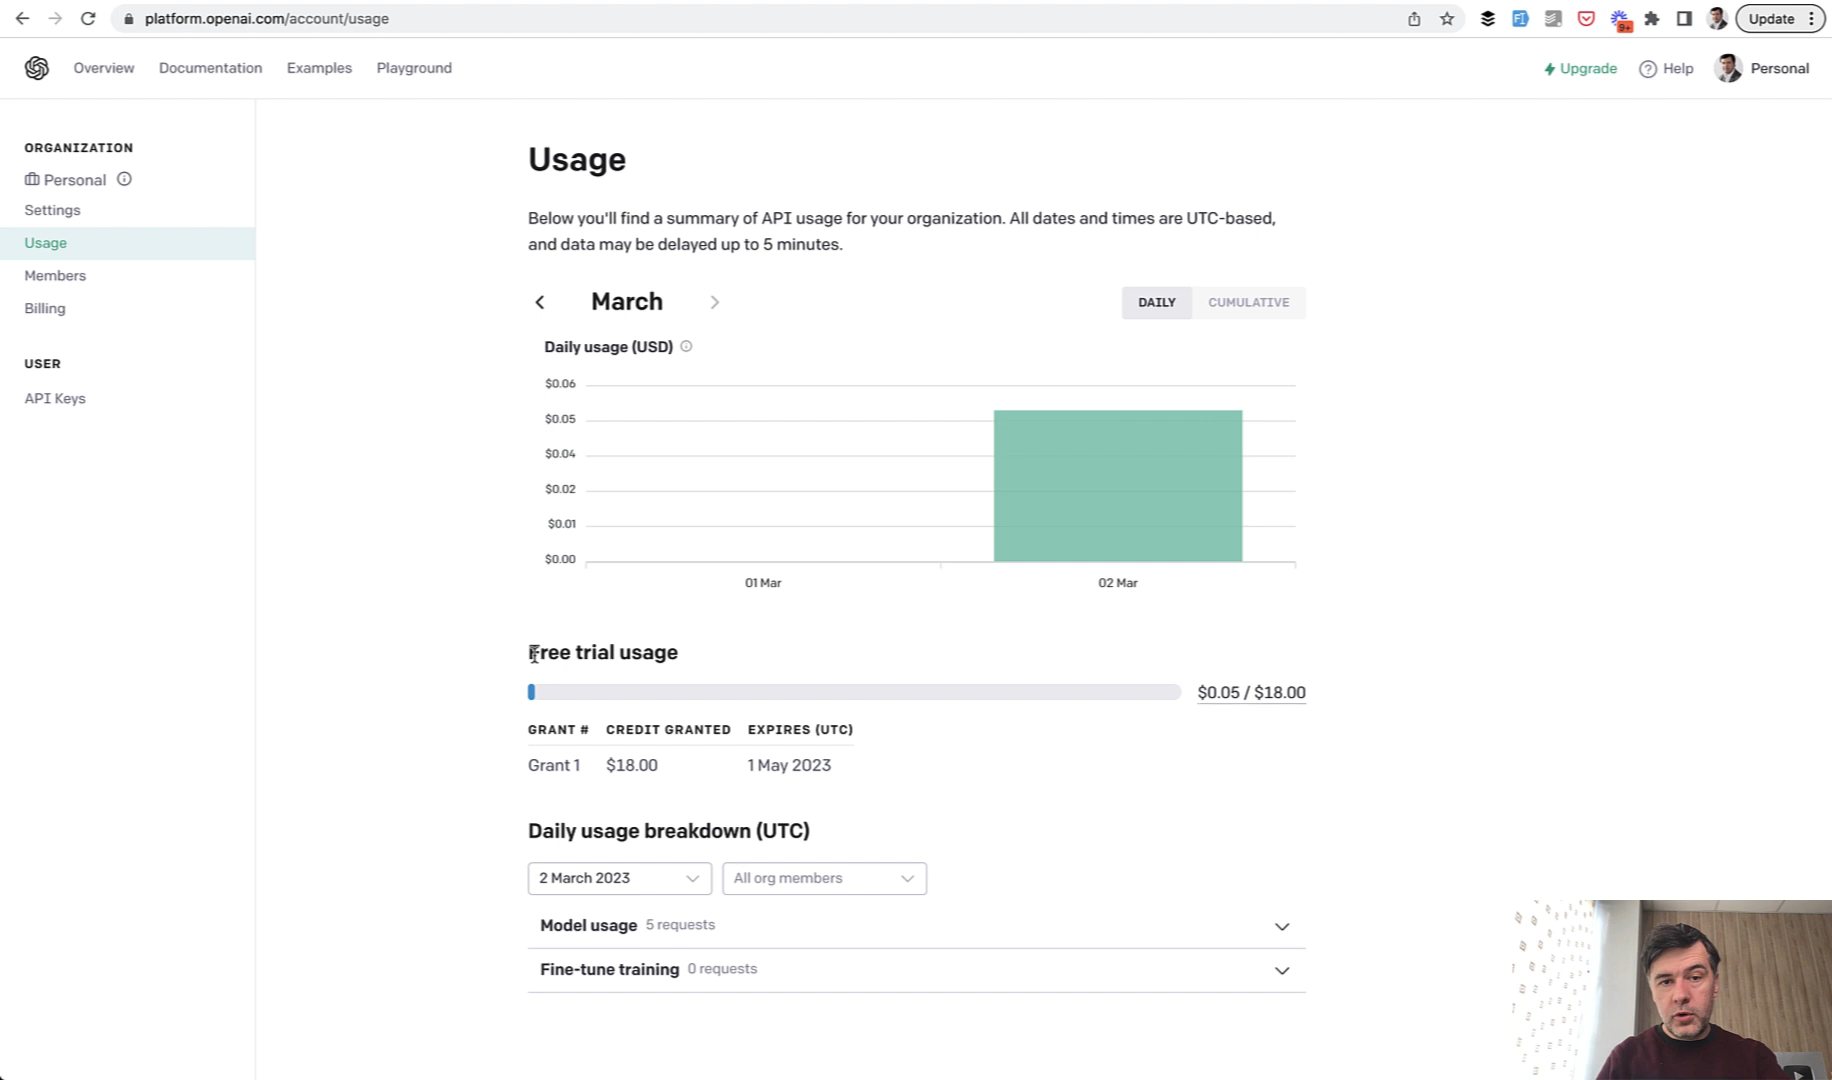 platform.openai.com/account/usage
9+
Update
Overview
Documentation
Examples
Playground
Upgrade
Help
Personal
ORGANIZATION
Personal
Settings
Usage
Members
Billing
USER
API Keys
Usage
Below you'll find a summary of API usage for your organization. All dates and times are UTC-based,
and data may be delayed up to 5 minutes.
March
DAILY
CUMULATIVE
Daily usage (USD)
$0.06
$0.05
$0.04
$0.02
$0.01
$0.00
01 Mar
02 Mar
Free trial usage
$0.05 / $18.00
GRANT # CREDIT GRANTED EXPIRES (UTC)
Grant 1 $18.00 1 May 2023
Daily usage breakdown (UTC)
2 March 2023
All org members
Model usage 5 requests
Fine-tune training 0 requests